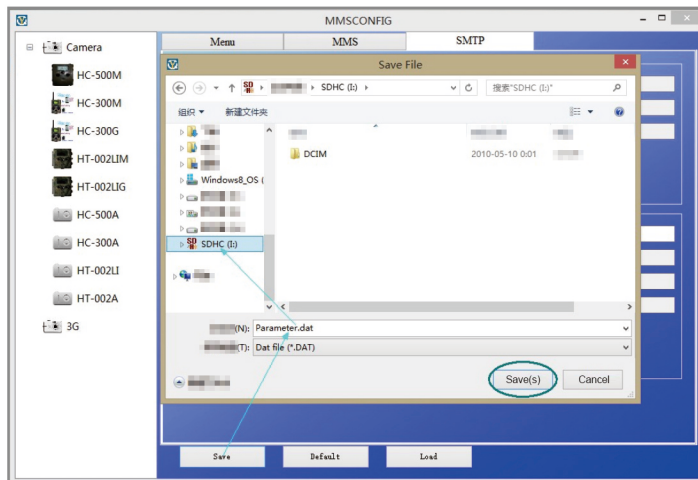 MMSCONFIG
Camera
HC-500M
HC-300M
HC-300G
HT-002LIM
HT-002LIG
HC-500A
HC-300A
HT-002LI
HT-002A
3G
Menu MMS SMTP
Save File
SDHC (I:)
搜索"SDHC (I:)"
组织 新建文件夹
DCIM 2010-05-10 0:01
Windows8_OS (
SDHC (I:)
(N): Parameter.dat
(T): Dat file (*.DAT)
Save(s) Cancel
Save Default Load